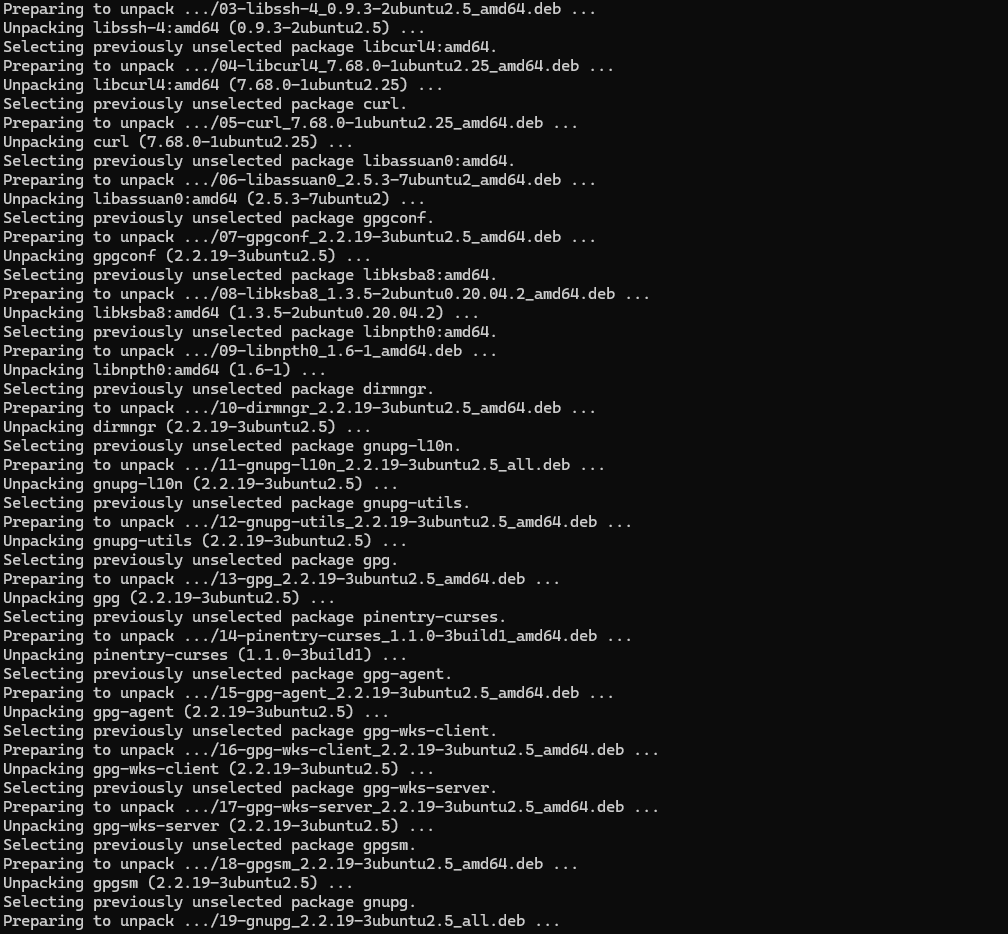 Preparing to unpack .../03-libssh-4_0.9.3-2ubuntu2.5_amd64.deb ...
Unpacking libssh-4:amd64 (0.9.3-2ubuntu2.5) ...
Selecting previously unselected package libcurl4:amd64.
Preparing to unpack .../04-libcurl4_7.68.0-1ubuntu2.25_amd64.deb ...
Unpacking libcurl4:amd64 (7.68.0-1ubuntu2.25) ...
Selecting previously unselected package curl.
Preparing to unpack .../05-curl_7.68.0-1ubuntu2.25_amd64.deb ...
Unpacking curl (7.68.0-1ubuntu2.25) ...
Selecting previously unselected package libassuan0:amd64.
Preparing to unpack .../06-libassuan0_2.5.3-7ubuntu2_amd64.deb ...
Unpacking libassuan0:amd64 (2.5.3-7ubuntu2) ...
Selecting previously unselected package gpgconf.
Preparing to unpack .../07-gpgconf_2.2.19-3ubuntu2.5_amd64.deb ...
Unpacking gpgconf (2.2.19-3ubuntu2.5) ...
Selecting previously unselected package libksba8:amd64.
Preparing to unpack .../08-libksba8_1.3.5-2ubuntu0.20.04.2_amd64.deb ...
Unpacking libksba8:amd64 (1.3.5-2ubuntu0.20.04.2) ...
Selecting previously unselected package libnpth0:amd64.
Preparing to unpack .../09-libnpth0_1.6-1_amd64.deb ...
Unpacking libnpth0:amd64 (1.6-1) ...
Selecting previously unselected package dirmngr.
Preparing to unpack .../10-dirmngr_2.2.19-3ubuntu2.5_amd64.deb ...
Unpacking dirmngr (2.2.19-3ubuntu2.5) ...
Selecting previously unselected package gnupg-l10n.
Preparing to unpack .../11-gnupg-l10n_2.2.19-3ubuntu2.5_all.deb ...
Unpacking gnupg-l10n (2.2.19-3ubuntu2.5) ...
Selecting previously unselected package gnupg-utils.
Preparing to unpack .../12-gnupg-utils_2.2.19-3ubuntu2.5_amd64.deb ...
Unpacking gnupg-utils (2.2.19-3ubuntu2.5) ...
Selecting previously unselected package gpg.
Preparing to unpack .../13-gpg_2.2.19-3ubuntu2.5_amd64.deb ...
Unpacking gpg (2.2.19-3ubuntu2.5) ...
Selecting previously unselected package pinentry-curses.
Preparing to unpack .../14-pinentry-curses_1.1.0-3build1_amd64.deb ...
Unpacking pinentry-curses (1.1.0-3build1) ...
Selecting previously unselected package gpg-agent.
Preparing to unpack .../15-gpg-agent_2.2.19-3ubuntu2.5_amd64.deb ...
Unpacking gpg-agent (2.2.19-3ubuntu2.5) ...
Selecting previously unselected package gpg-wks-client.
Preparing to unpack .../16-gpg-wks-client_2.2.19-3ubuntu2.5_amd64.deb ...
Unpacking gpg-wks-client (2.2.19-3ubuntu2.5) ...
Selecting previously unselected package gpg-wks-server.
Preparing to unpack .../17-gpg-wks-server_2.2.19-3ubuntu2.5_amd64.deb ...
Unpacking gpg-wks-server (2.2.19-3ubuntu2.5) ...
Selecting previously unselected package gpgsm.
Preparing to unpack .../18-gpgsm_2.2.19-3ubuntu2.5_amd64.deb ...
Unpacking gpgsm (2.2.19-3ubuntu2.5) ...
Selecting previously unselected package gnupg.
Preparing to unpack .../19-gnupg_2.2.19-3ubuntu2.5_all.deb ...